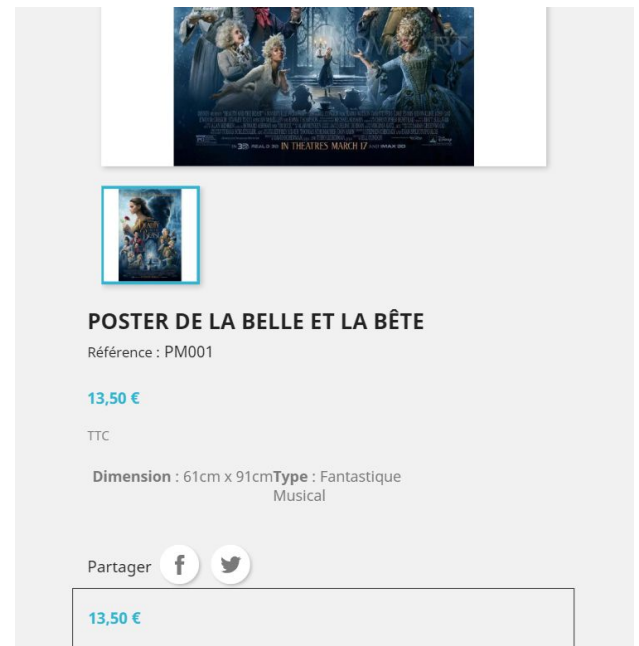 IN THEATRES MARCH 17
POSTER DE LA BELLE ET LA BÊTE
Référence : PM001
13,50 €
TTC
Dimension : 61cm x 91cmType : Fantastique
Musical
Partager
13,50 €